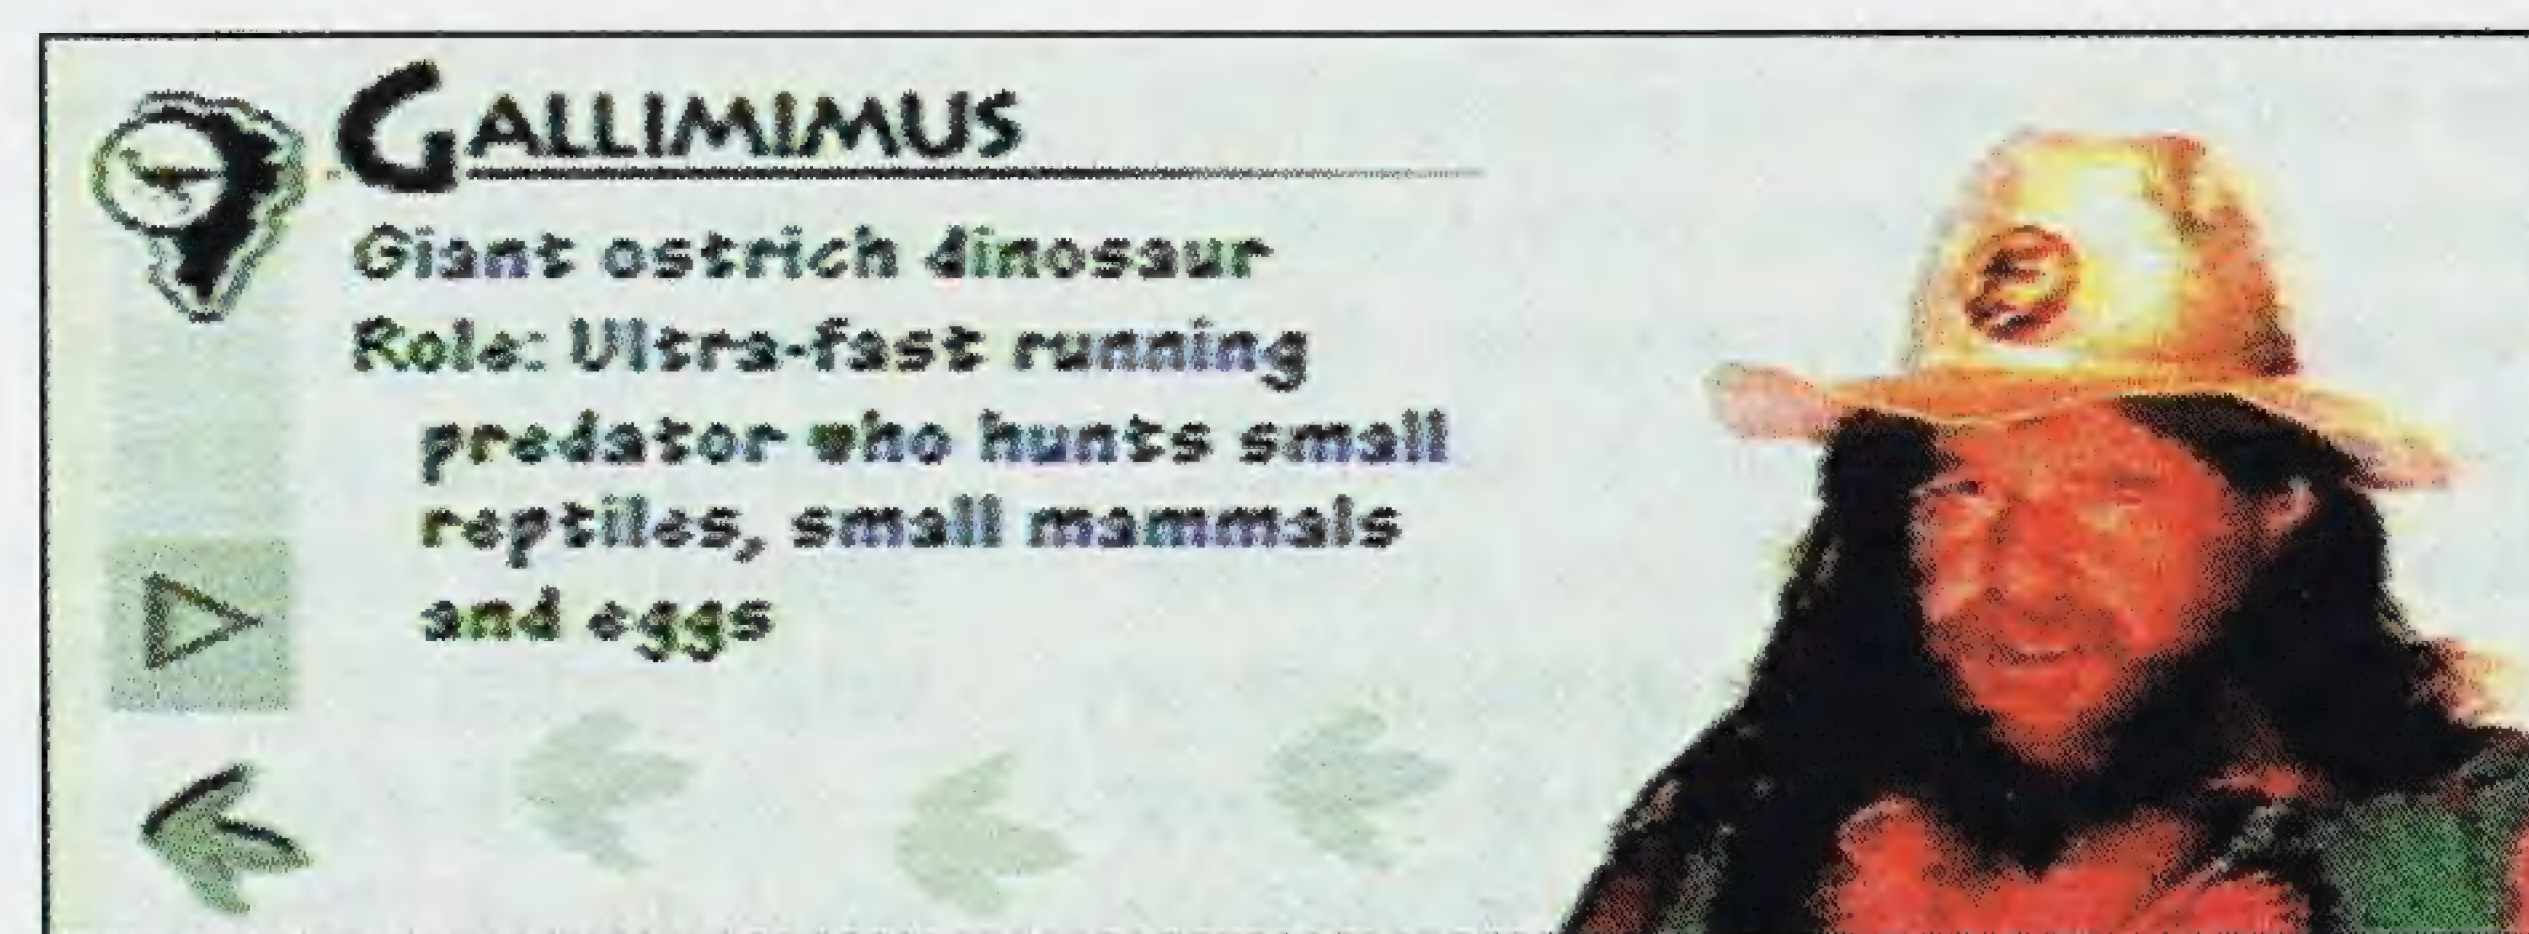 GALLIMIMUS
Giant ostrich dinosaur
Role: Ultra-fast running
predator who hunts small
reptiles, small mammals
and eggs